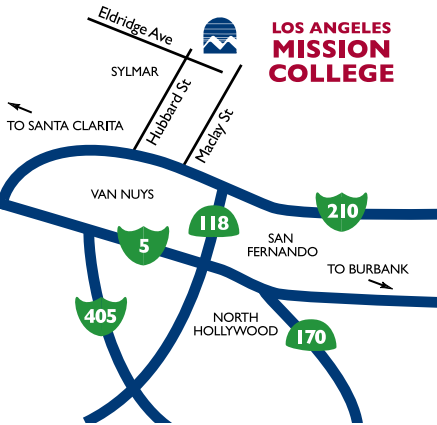 Eldridge Ave
LOS ANGELES
MISSION
COLLEGE
SYLMAR
Hubbard St
Maclay St
TO SANTA CLARITA
VAN NUYS
118
210
5
SAN
FERNANDO
TO BURBANK
405
NORTH
HOLLYWOOD
170